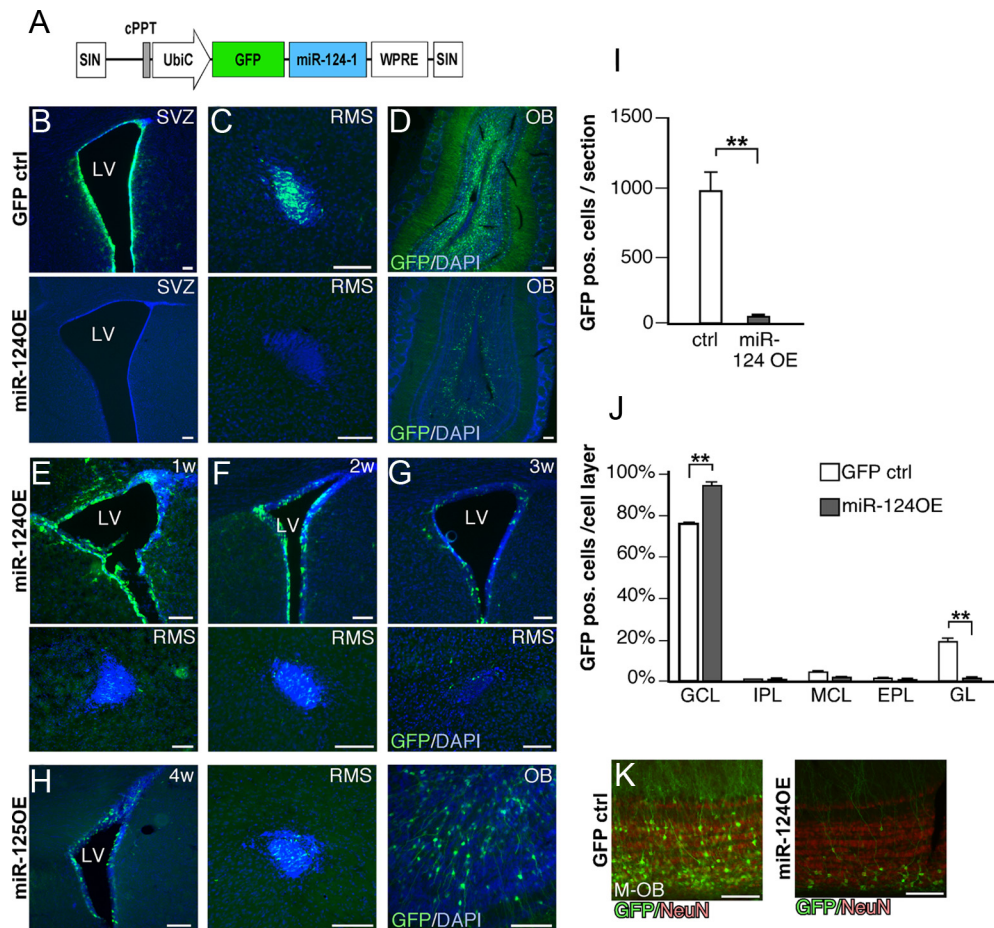 A
cPPT
SIN UbiC GFP miR-124-1 WPRE SIN
B SVZ
LV
C RMS
D OB
GFP/DAPI
GFP ctrl
SVZ
LV
RMS
OB
GFP/DAPI
miR-124OE
E 1w
LV
F 2w
LV
G 3w
LV
miR-124OE
RMS
RMS
GFP/DAPI
H 4w
LV
RMS
OB
GFP/DAPI
miR-125OE
I
GFP pos. cells / section
1500
1000
500
0
**
ctrl
miR-
124 OE
J
GFP pos. cells /cell layer
100%
80%
60%
40%
20%
0%
**
GFP ctrl
miR-124OE
**
GCL IPL MCL EPL GL
K
GFP ctrl
M-OB
GFP/NeuN
miR-124OE
GFP/NeuN